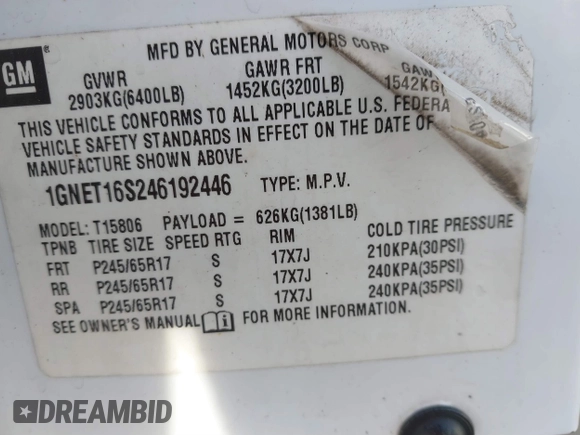 GM ®
MFD BY GENERAL MOTORS CORP
GVWR GAWR FRT GAW
2903KG(6400LB) 1452KG(3200LB) 1542KG(
THIS VEHICLE CONFORMS TO ALL APPLICABLE U.S. FEDERA
VEHICLE SAFETY STANDARDS IN EFFECT ON THE DATE OF
MANUFACTURE SHOWN ABOVE.
1GNET16S246192446 TYPE: M.P.V.
MODEL: T15806 PAYLOAD = 626KG(1381LB)
TPNB TIRE SIZE SPEED RTG RIM COLD TIRE PRESSURE
FRT P245/65R17 S 17X7J 210KPA(30PSI)
RR P245/65R17 S 17X7J 240KPA(35PSI)
SPA P245/65R17 S 17X7J 240KPA(35PSI)
SEE OWNER'S MANUAL FOR MORE INFORMATION.
DREAMBID